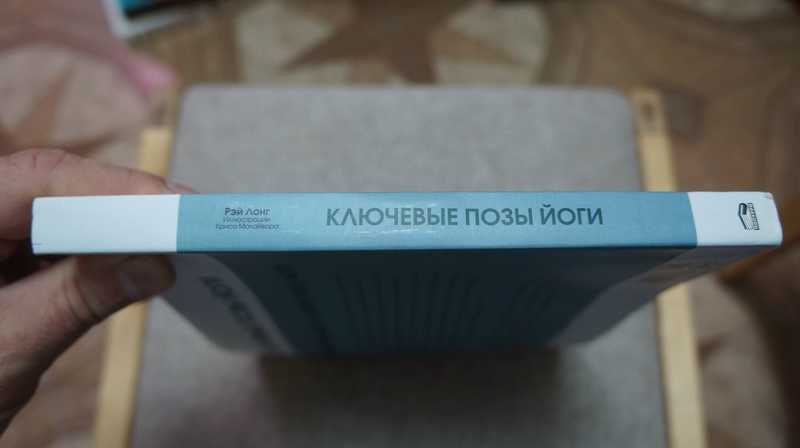 Рэй Лонг
Иллюстрации
Криса Макайвора
КЛЮЧЕВЫЕ ПОЗЫ ЙОГИ